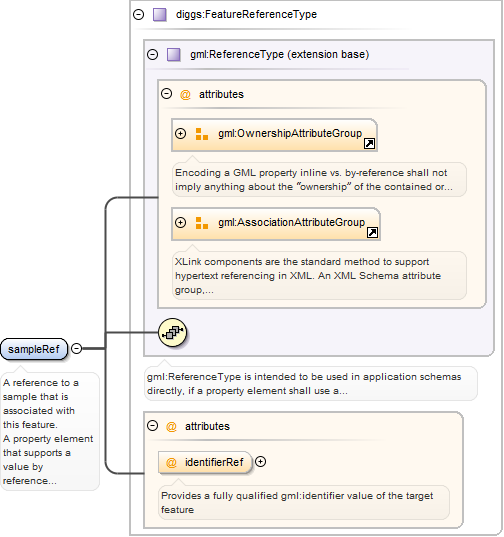 diggs:FeatureReferenceType
gml:ReferenceType (extension base)
@ attributes
gml:OwnershipAttributeGroup
Encoding a GML property inline vs. by-reference shall not
imply anything about the "ownership" of the contained or...
gml:AssociationAttributeGroup
XLink components are the standard method to support
hypertext referencing in XML. An XML Schema attribute
group,...
sampleRef
A reference to a
sample that is
associated with
this feature.
A property element
that supports a
value by
reference...
gml:ReferenceType is intended to be used in application schemas
directly, if a property element shall use a...
@ attributes
@ identifierRef
Provides a fully qualified gml:identifier value of the target
feature